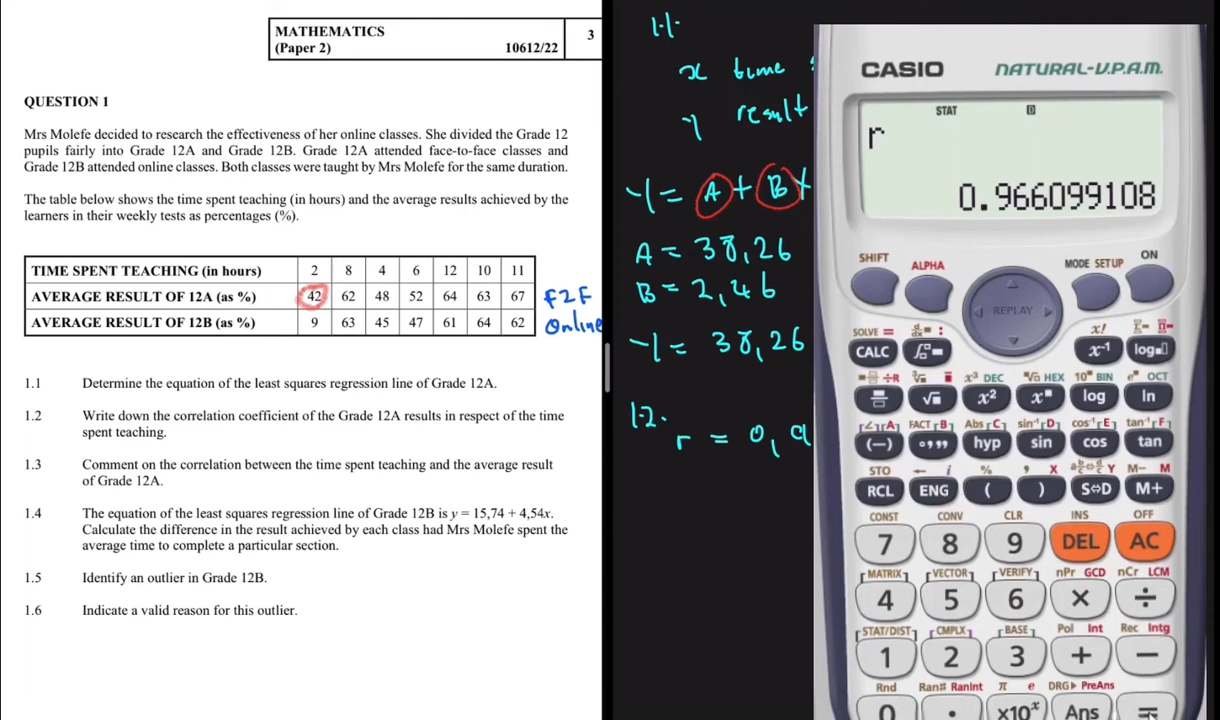 MATHEMATICS
(Paper 2)
10612/22
3
QUESTION 1
Mrs Molefe decided to research the effectiveness of her online classes. She divided the Grade 12
pupils fairly into Grade 12A and Grade 12B. Grade 12A attended face-to-face classes and
Grade 12B attended online classes. Both classes were taught by Mrs Molefe for the same duration.
The table below shows the time spent teaching (in hours) and the average results achieved by the
learners in their weekly tests as percentages (%).
TIME SPENT TEACHING (in hours) 2 8 4 6 12 10 11
AVERAGE RESULT OF 12A (as %) 42 62 48 52 64 63 67 F2F
AVERAGE RESULT OF 12B (as %) 9 63 45 47 61 64 62 Online
1.1 Determine the equation of the least squares regression line of Grade 12A.
1.2 Write down the correlation coefficient of the Grade 12A results in respect of the time
spent teaching.
1.3 Comment on the correlation between the time spent teaching and the average result
of Grade 12A.
1.4 The equation of the least squares regression line of Grade 12B is y = 15,74 + 4,54x.
Calculate the difference in the result achieved by each class had Mrs Molefe spent the
average time to complete a particular section.
1.5 Identify an outlier in Grade 12B.
1.6 Indicate a valid reason for this outlier.
1.1.
x time
y result
y = A + B
A = 38,26
B = 2,46
y = 38,26
1.2.
r = 0,9
CASIO NATURAL-V.P.A.M.
STAT D
r
0.966099108
SHIFT ALPHA MODE SETUP ON
REPLAY
SOLVE = x!
CALC x⁻¹ log
÷R x³ DEC HEX 10■ BIN e■ OCT
√■ x² x■ log ln
A FACT B Abs C sin⁻¹ D cos⁻¹ E tan⁻¹ F
(−) hyp sin cos tan
STO ← i % , X Y M− M
RCL ENG ( ) S⇔D M+
CONST CONV CLR INS OFF
7 8 9 DEL AC
MATRIX VECTOR VERIFY nPr GCD nCr LCM
4 5 6 × ÷
STAT/DIST CMPLX BASE Pol Int Rec Intg
1 2 3 + −
Rnd Ran# RanInt π e DRG▶ PreAns
0 . ×10ˣ Ans =